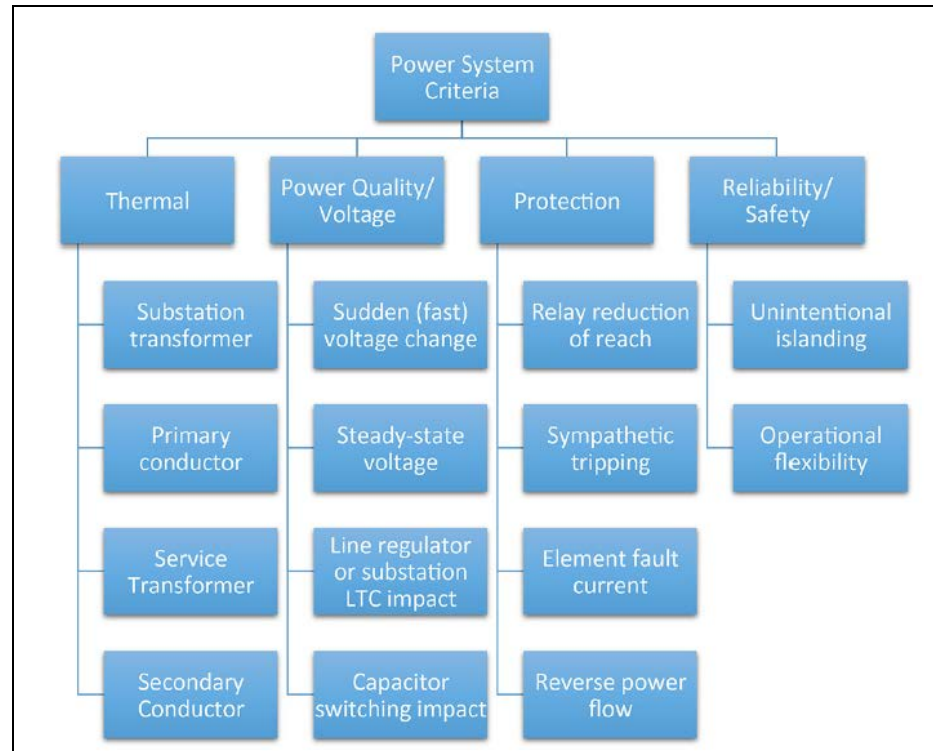 Power System
Criteria
Thermal
Power Quality/
Voltage
Protection
Reliability/
Safety
Substation
transformer
Sudden (fast)
voltage change
Relay reduction
of reach
Unintentional
islanding
Primary
conductor
Steady-state
voltage
Sympathetic
tripping
Operational
flexibility
Service
Transformer
Line regulator
or substation
LTC impact
Element fault
current
Secondary
Conductor
Capacitor
switching impact
Reverse power
flow